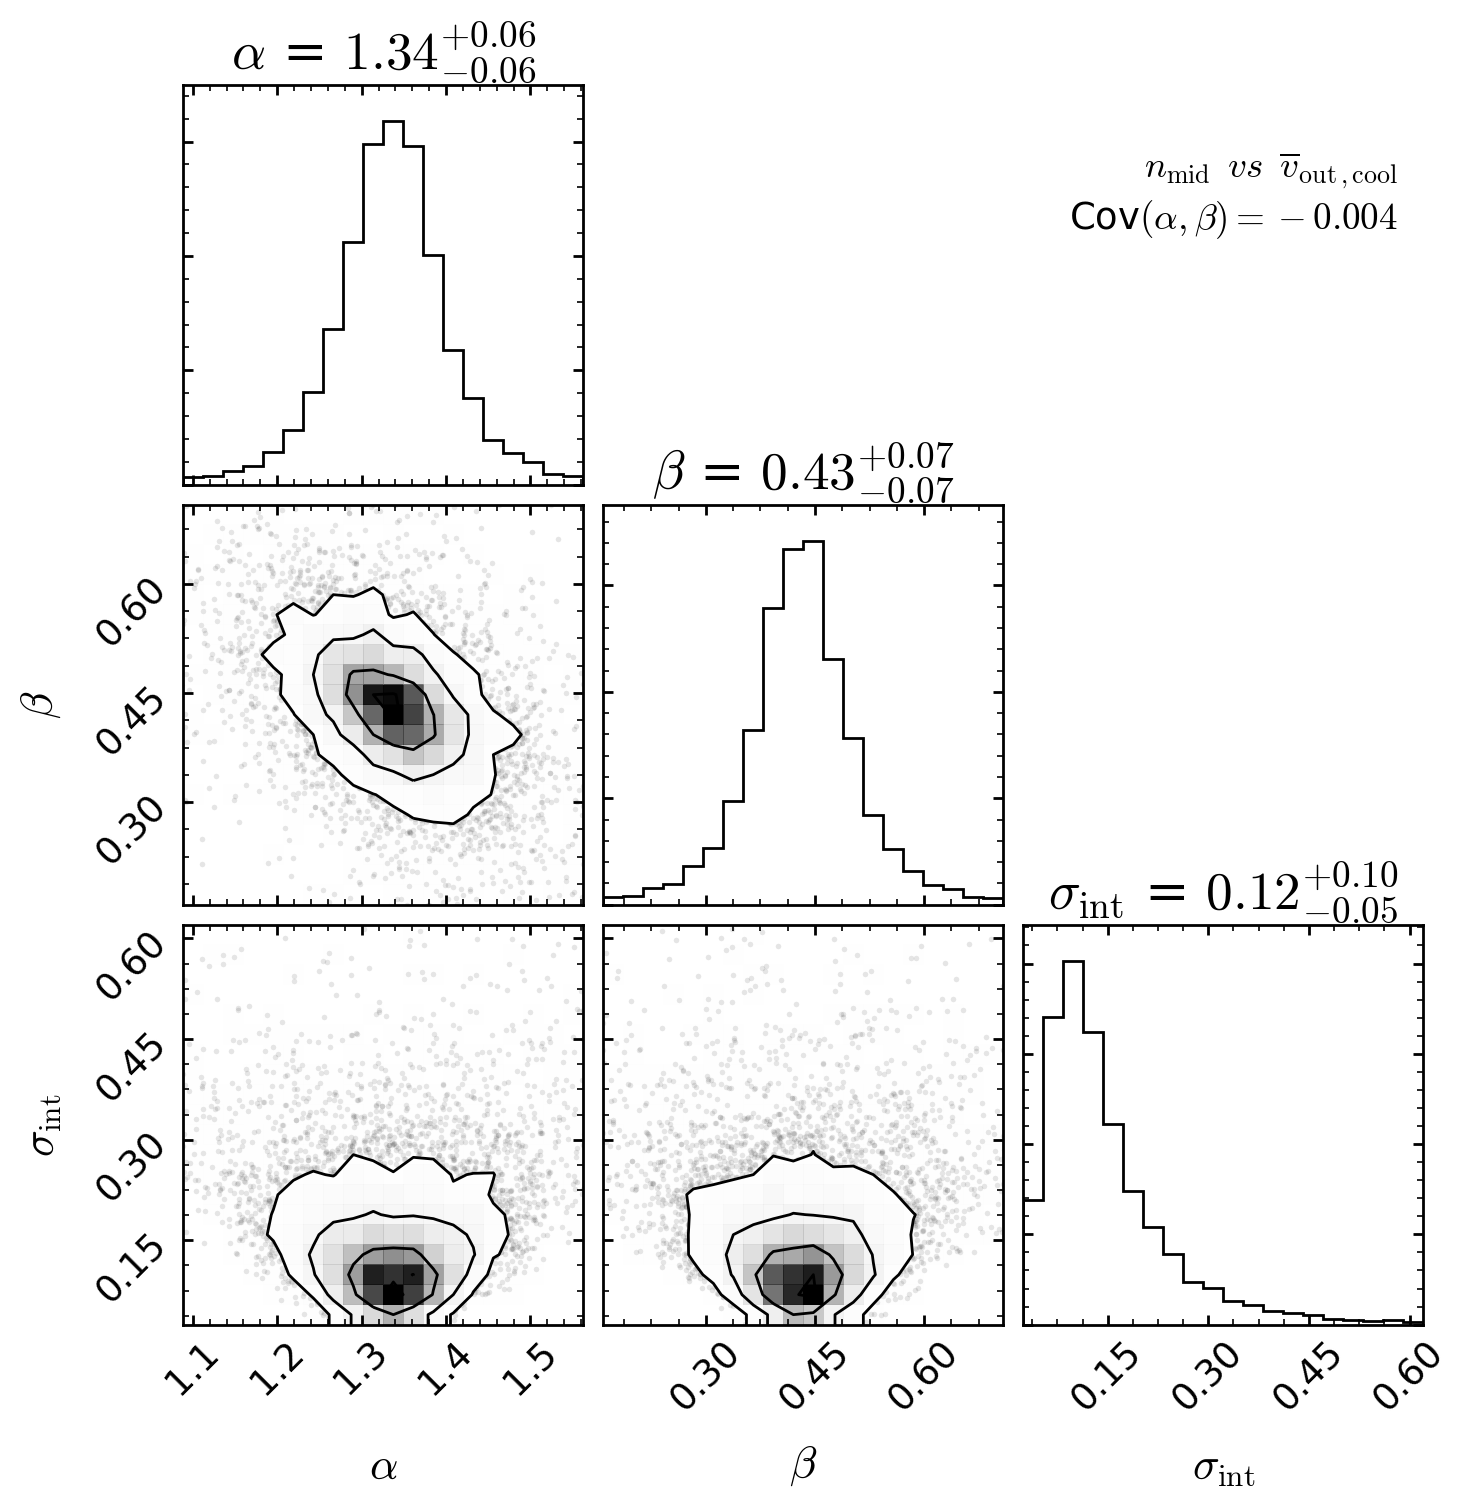 α = 1.34+0.06−0.06
n_mid vs v̅_out,cool
Cov(α, β) = − 0.004
β = 0.43+0.07−0.07
β
0.60
0.45
0.30
σ_int = 0.12+0.10−0.05
σ_int
0.60
0.45
0.30
0.15
1.1 1.2 1.3 1.4 1.5
0.30 0.45 0.60
0.15 0.30 0.45 0.60
α
β
σ_int